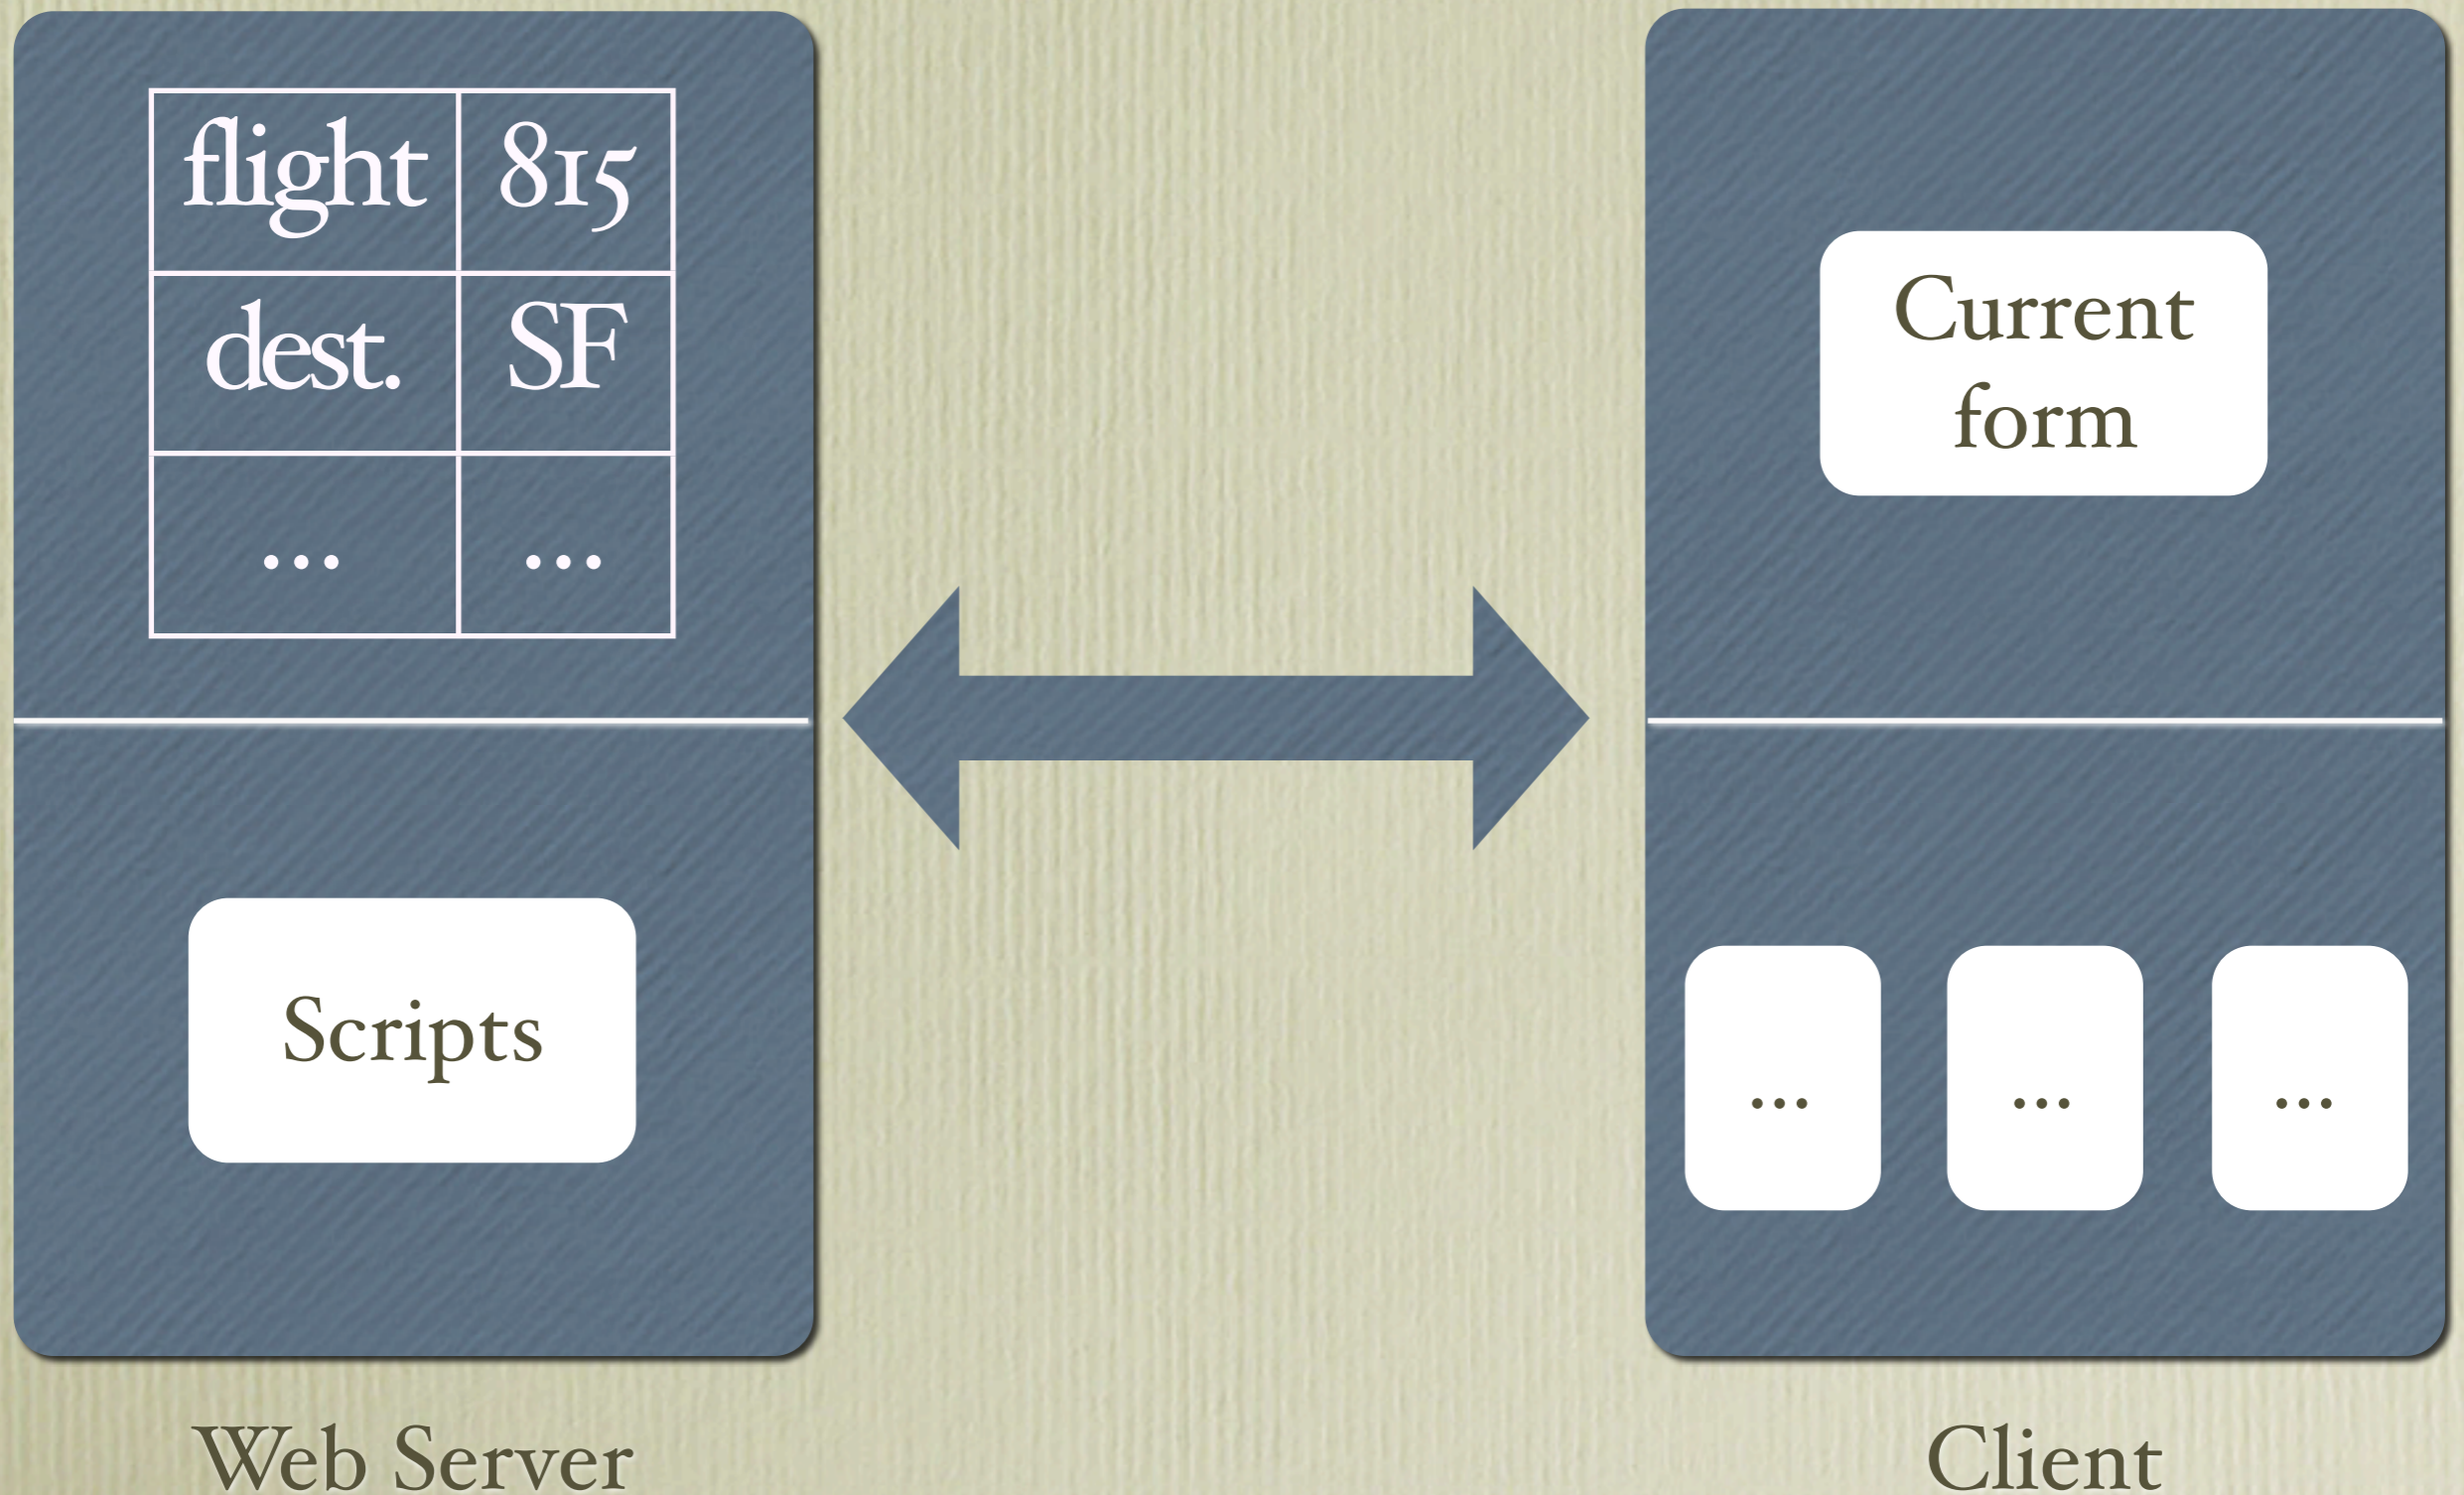 flight 815
dest. SF
... ...
Scripts
Web Server
Current
form
... ... ...
Client